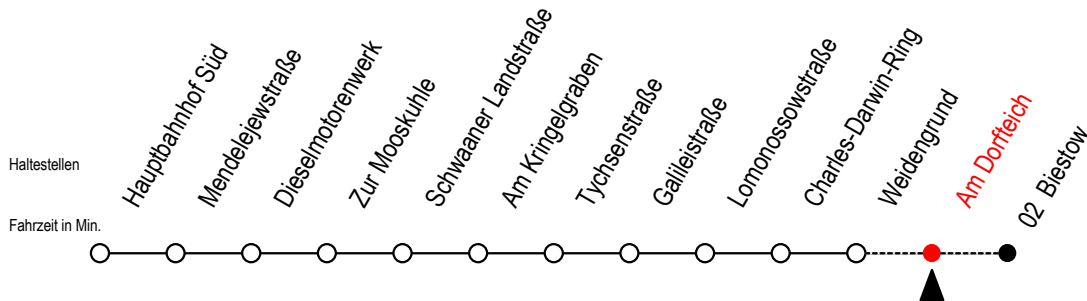 Haltestellen
Hauptbahnhof Süd
Mendelejewstraße
Dieselmotorenwerk
Zur Mooskuhle
Schwaaner Landstraße
Am Kringelgraben
Tychsenstraße
Galileistraße
Lomonossowstraße
Charles-Darwin-Ring
Weidengrund
Am Dorfteich
02 Biestow
Fahrzeit in Min.